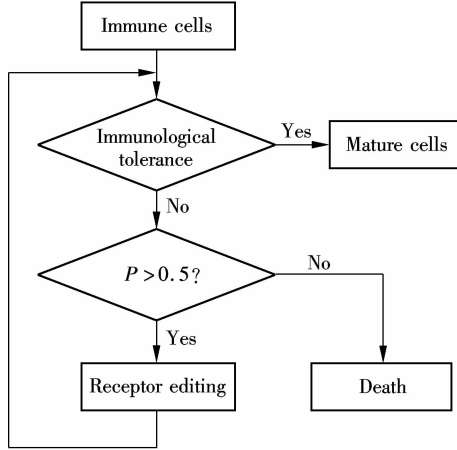 Immune cells
Immunological
tolerance
Yes
Mature cells
No
P>0.5?
No
Yes
Receptor editing
Death